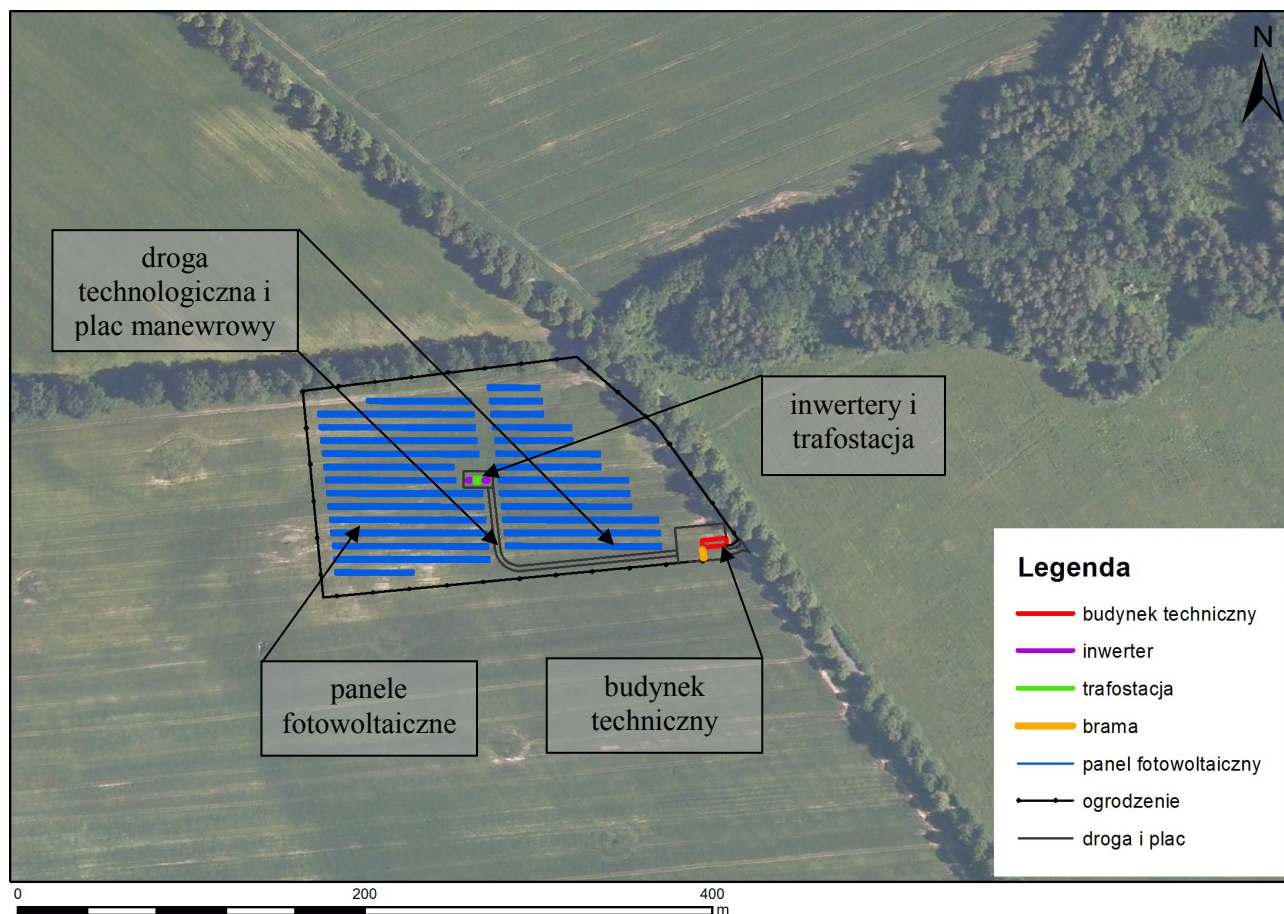 N
droga
technologiczna i
plac manewrowy
inwertery i
trafostacja
panele
fotowoltaiczne
budynek
techniczny
Legenda
budynek techniczny
inwerter
trafostacja
brama
panel fotowoltaiczny
ogrodzenie
droga i plac
0 200 400
m